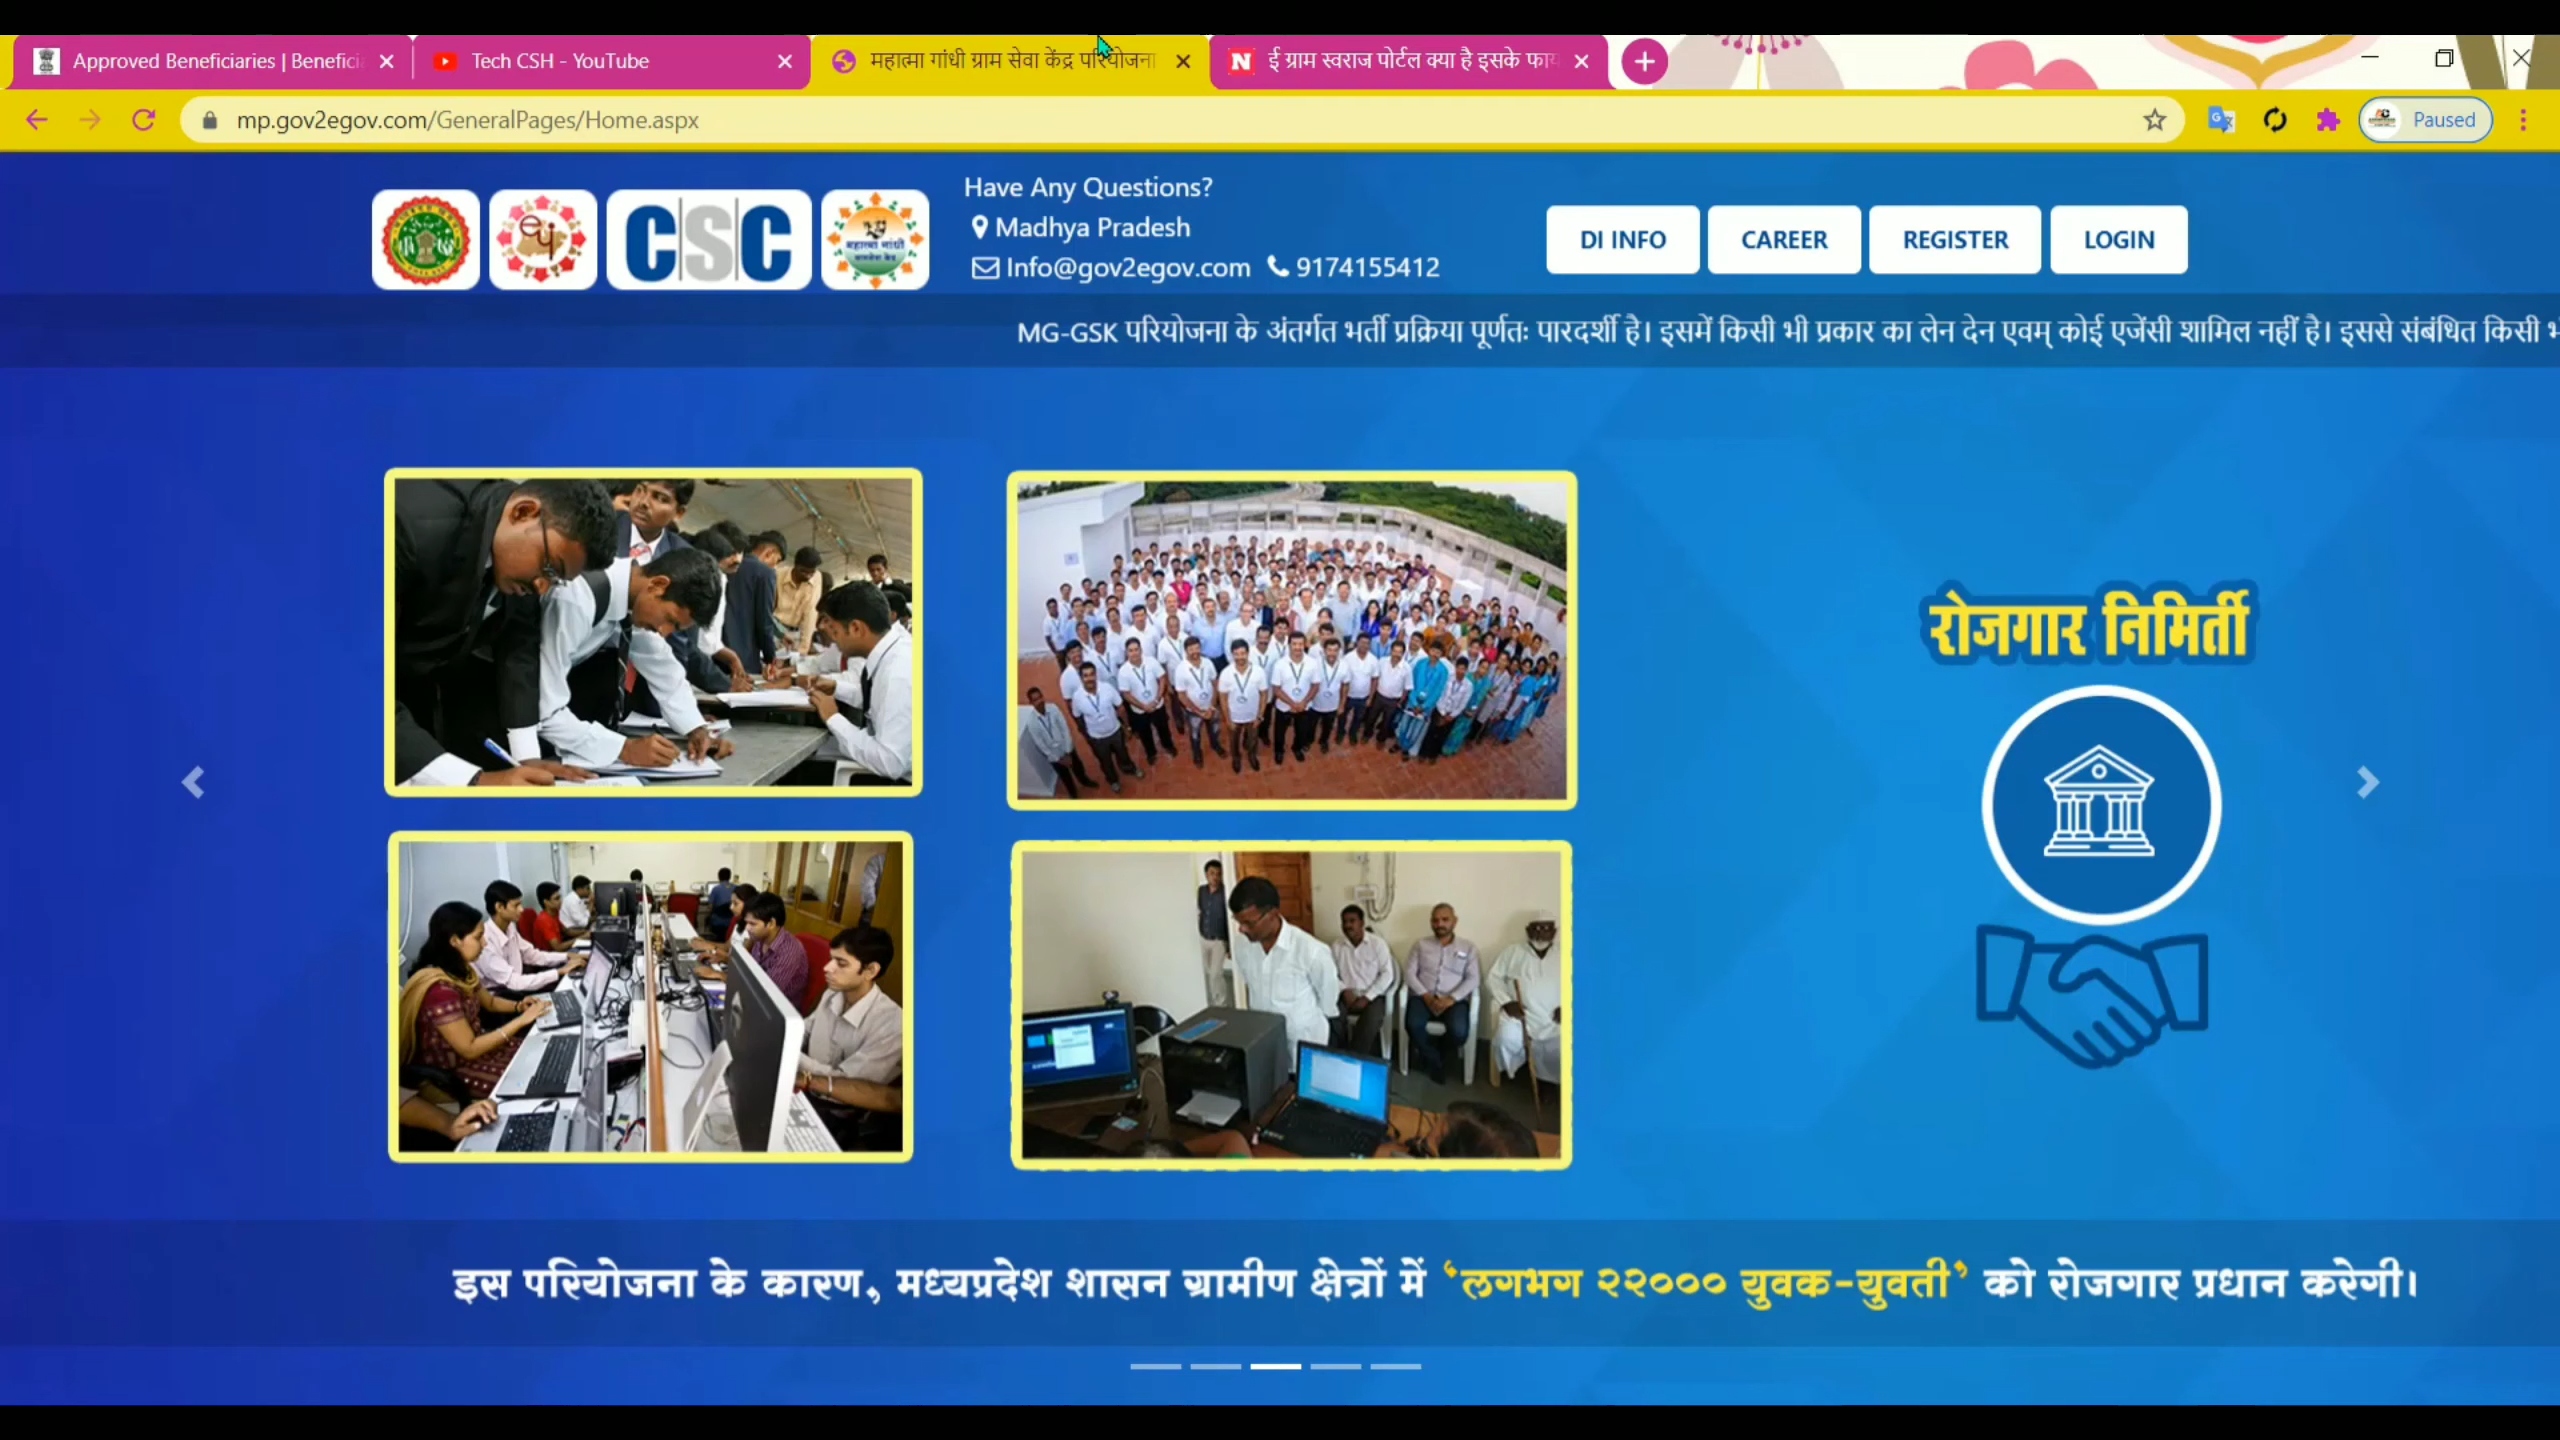 Approved Beneficiaries | Benefici
Tech CSH - YouTube
महात्मा गांधी ग्राम सेवा केंद्र परियोजना
N ई ग्राम स्वराज पोर्टल क्या है इसके फाय
mp.gov2egov.com/GeneralPages/Home.aspx
Paused
CSC
महात्मा गांधी
Have Any Questions?
Madhya Pradesh
Info@gov2egov.com 9174155412
DI INFO
CAREER
REGISTER
LOGIN
MG-GSK परियोजना के अंतर्गत भर्ती प्रक्रिया पूर्णतः पारदर्शी है। इसमें किसी भी प्रकार का लेन देन एवम् कोई एजेंसी शामिल नहीं है। इससे संबंधित किसी
रोजगार निमिर्ती
इस परियोजना के कारण, मध्यप्रदेश शासन ग्रामीण क्षेत्रों में ‘लगभग २२००० युवक-युवती’ को रोजगार प्रधान करेगी।